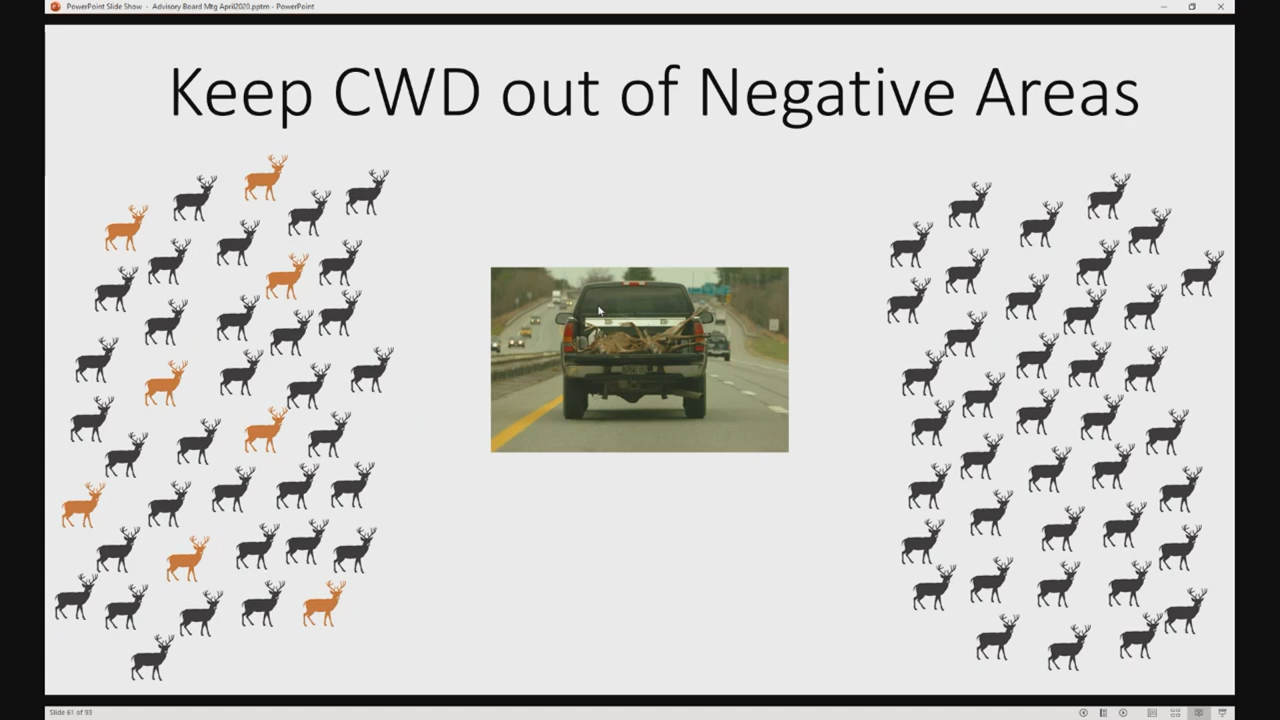 PowerPoint Slide Show - Advisory Board Mtg April2020.pptm - PowerPoint
Keep CWD out of Negative Areas
Slide 61 of 93